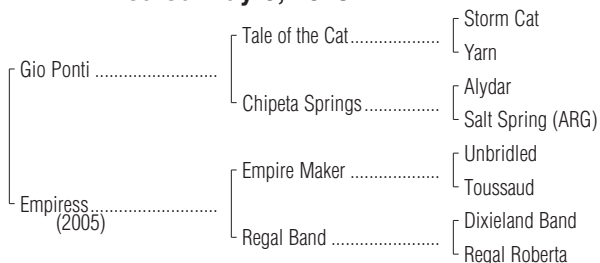 Storm Cat
Tale of the Cat....................
Yarn
Gio Ponti ...........................
Alydar
Chipeta Springs.................
Salt Spring (ARG)
Unbridled
Empire Maker ....................
Toussaud
Empiress............................
(2005)
Dixieland Band
Regal Band ........................
Regal Roberta